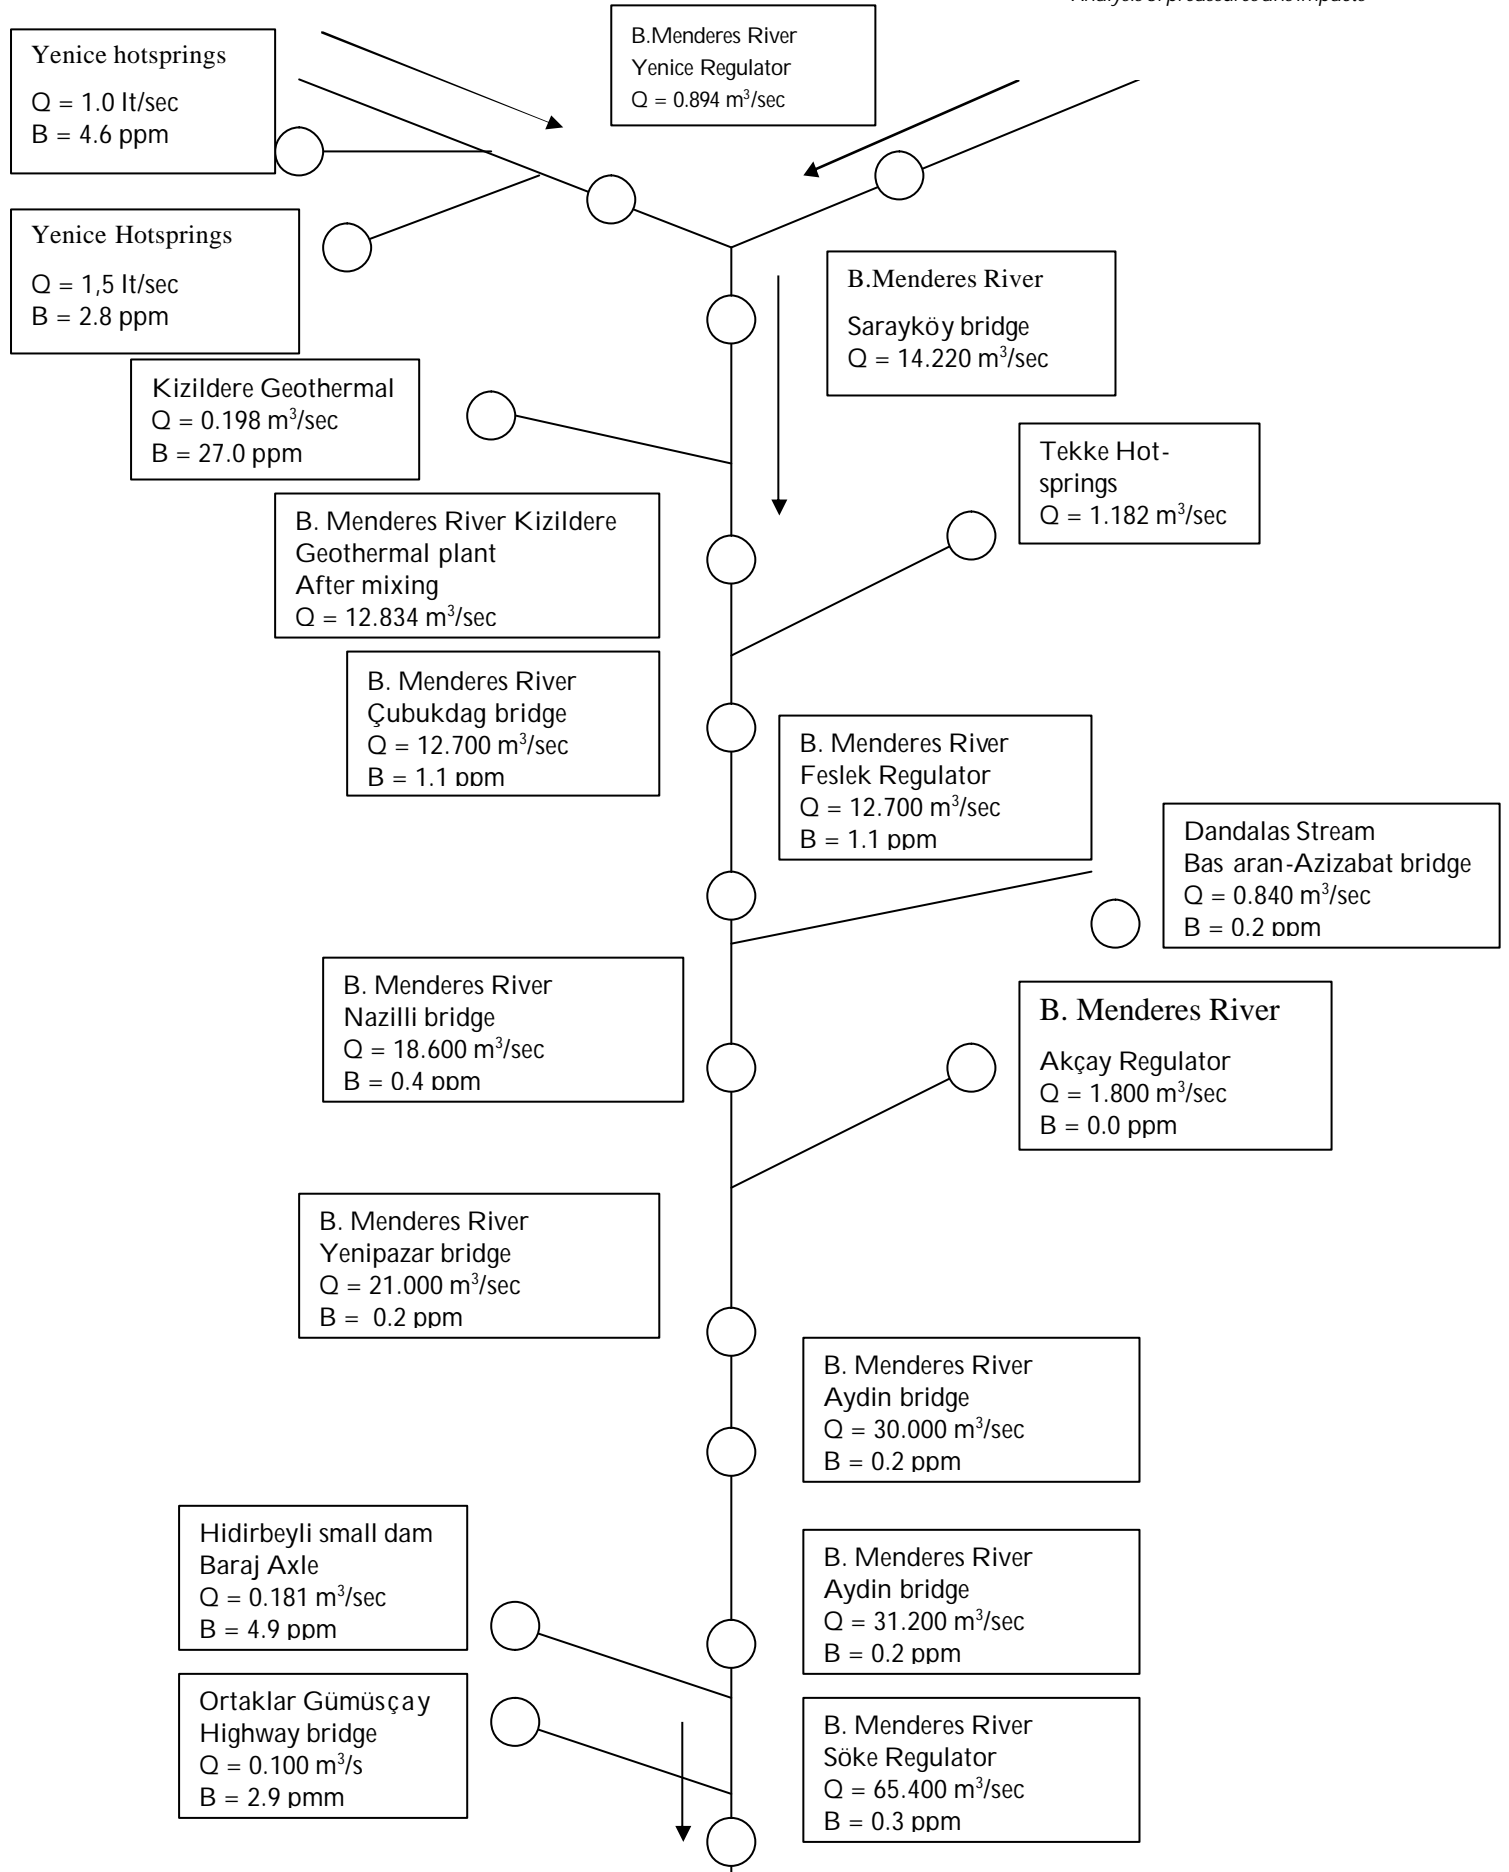 Analysis of preassures ans impacts
B.Menderes River
Yenice Regulator
Q = 0.894 m³/sec
Yenice hotsprings
Q = 1.0 lt/sec
B = 4.6 ppm
Yenice Hotsprings
Q = 1,5 lt/sec
B = 2.8 ppm
B.Menderes River
Sarayköy bridge
Q = 14.220 m³/sec
Kizildere Geothermal
Q = 0.198 m³/sec
B = 27.0 ppm
Tekke Hot-
springs
Q = 1.182 m³/sec
B. Menderes River Kizildere
Geothermal plant
After mixing
Q = 12.834 m³/sec
B. Menderes River
Çubukdag bridge
Q = 12.700 m³/sec
B = 1.1 ppm
B. Menderes River
Feslek Regulator
Q = 12.700 m³/sec
B = 1.1 ppm
Dandalas Stream
Bas aran-Azizabat bridge
Q = 0.840 m³/sec
B = 0.2 ppm
B. Menderes River
Nazilli bridge
Q = 18.600 m³/sec
B = 0.4 ppm
B. Menderes River
Akçay Regulator
Q = 1.800 m³/sec
B = 0.0 ppm
B. Menderes River
Yenipazar bridge
Q = 21.000 m³/sec
B =  0.2 ppm
B. Menderes River
Aydin bridge
Q = 30.000 m³/sec
B = 0.2 ppm
Hidirbeyli small dam
Baraj Axle
Q = 0.181 m³/sec
B = 4.9 ppm
B. Menderes River
Aydin bridge
Q = 31.200 m³/sec
B = 0.2 ppm
Ortaklar Gümüsçay
Highway bridge
Q = 0.100 m³/s
B = 2.9 pmm
B. Menderes River
Söke Regulator
Q = 65.400 m³/sec
B = 0.3 ppm